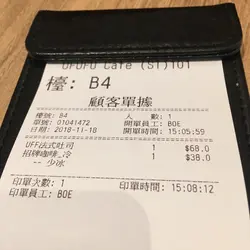 UFUFU Cafe (ST)101
檯: B4
顧客單據
檯號: B4 人 數: 1
單號: 01041472 開單員工: BOE
日期: 2018-11-18 開單時間: 15:05:59
UFF法式吐司 1 $68.0
招牌咖啡_冷 1 $38.0
-- 少冰
印單次數: 1 印單時間: 15:08:12
印單員工: BOE